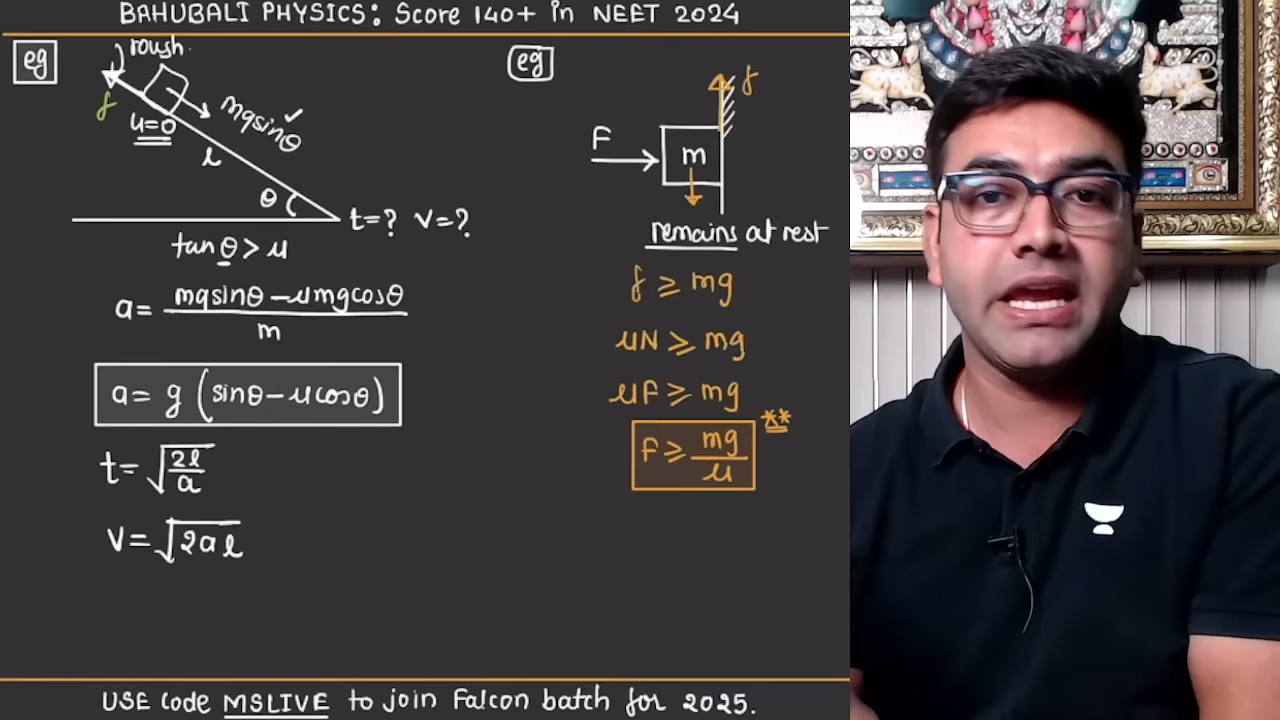 BAHUBALI PHYSICS: Score 140+ in NEET 2024
eg
rough
f
u=0
mgsinθ ✓
l
θ
t=? v=?
tanθ > μ
a = mgsinθ - μmgcosθ / m
a = g (sinθ - μcosθ)
t = √2l/a
v = √2al
eg
f
F
m
remains at rest
f ≥ mg
μN ≥ mg
μF ≥ mg
F ≥ mg/μ **
USE Code MSLIVE to join Falcon batch for 2025.